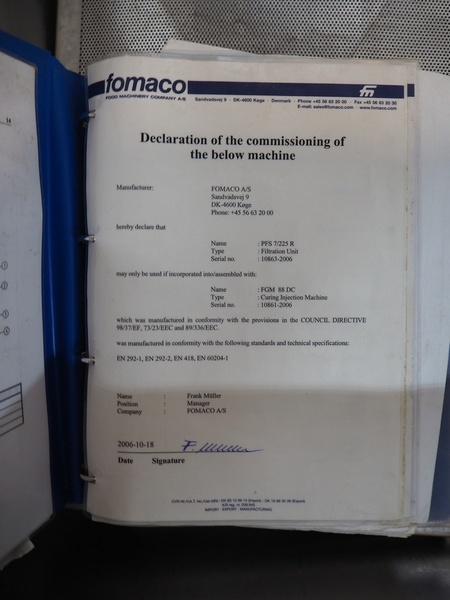 fomaco
FOOD MACHINERY COMPANY A/S
Sandvadsvej 9 · DK-4600 Køge · Denmark · Phone +45 56 63 20 00 · Fax +45 56 63 20 30
E-mail: sales@fomaco.com www.fomaco.com
Declaration of the commissioning of
the below machine
Manufacturer: FOMACO A/S
Sandvadsvej 9
DK-4600 Køge
Phone: +45 56 63 20 00
hereby declare that
Name : PFS 7/225 R
Type : Filtration Unit
Serial no. : 10863-2006
may only be used if incorporated into/assembled with:
Name : FGM 88 DC
Type : Curing Injection Machine
Serial no. : 10861-2006
which was manufactured in conformity with the provisions in the COUNCIL DIRECTIVE
98/37/EF, 73/23/EEC and 89/336/EEC.
was manufactured in conformity with the following standards and technical specifications:
EN 292-1, EN 292-2, EN 418, EN 60204-1
Name : Frank Müller
Position : Manager
Company : FOMACO A/S
2006-10-18
Date Signature
IMPORT EXPORT MANUFACTURING
14